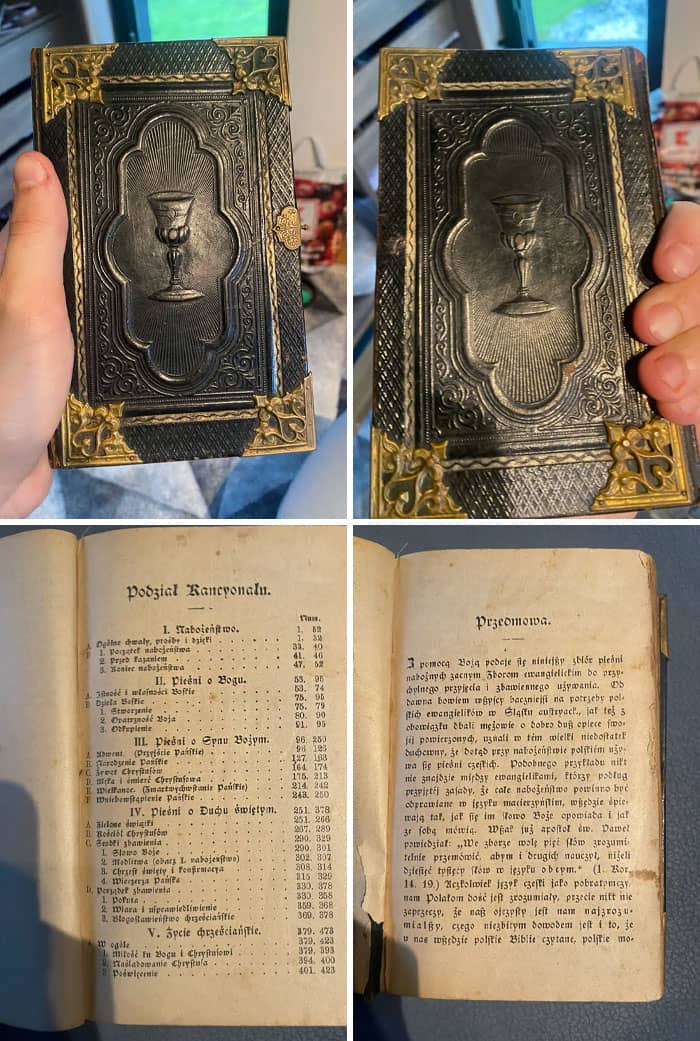 Podział Kancyonału.
Num.
I. Nabożeństwo. 1. 52
A. Ogólne chwały, prośby i dzięki 1. 32
B. 1. Początek nabożeństwa 33. 40
2. Przed kazaniem 41. 46
3. Koniec nabożeństwa 47. 52
II. Pieśni o Bogu. 53. 95
A. Istność i własności Boskie 53. 74
B. Dzieła Boskie 75. 95
1. Stworzenie 75. 79
2. Opatrzność Boża 80. 90
3. Odkupienie 91. 95
III. Pieśni o Synu Bożym. 96. 250
A. Adwent. (Przyjście Pańskie) 96. 126
B. Narodzenie Pańskie 127. 163
C. Żywot Chrystusów 164. 174
D. Męka i śmierć Chrystusowa 175. 213
E. Wielkanoc. (Zmartwychwstanie Pańskie) 214. 242
F. Wniebowstąpienie Pańskie 243. 250
IV. Pieśni o Duchu świętym. 251. 378
A. Zielone świątki 251. 266
B. Kościół Chrystusów 267. 289
C. Środki zbawienia 290. 329
1. Słowo Boże 290. 301
2. Modlitwa (obacz I. nabożeństwo) 302. 307
3. Chrzest święty i konfirmacya 308. 314
4. Wieczerza Pańska 315. 329
D. Porządek zbawienia 330. 378
1. Pokuta 330. 358
2. Wiara i usprawiedliwienie 359. 368
3. Błogosławieństwo chrześciańskie 369. 378
V. Życie chrześciańskie. 379. 473
A. W ogóle 379. 423
1. Miłość ku Bogu i Chrystusowi 379. 393
2. Naśladowanie Chrystusa 394. 400
3. Poświęcenie 401. 423
Przedmowa.
Z pomocą Bożą podaje się niniejszy zbiór pieśni
nabożnych zacnym Zborom ewangielickim do przy-
chylnego przyjęcia i zbawiennego używania. Od
dawna bowiem wszyscy baczniejsi na potrzeby pol-
skich ewangielików w Śląsku austryack., jak też z
obowiązku dbali mężowie o dobro dusz opiece swo-
jej powierzonych, uznali w tém wielki niedostatek
duchowny, że dotąd przy nabożeństwie polskiém uży-
wa się pieśni czeskich. Podobnego przykładu nikt
nie znajdzie między ewangielikami, którzy podług
przyjętej zasady, że całe nabożeństwo powinno być
odprawiane w języku macierzyńskim, wszędzie śpie-
wają tak, jak się im słowo Boże opowiada i jak
ze sobą mówią. Wszak już apostoł św. Paweł
powiedział: „We zborze wolę pięć słów zrozumi-
telnie przemówić, abym i drugich nauczył, niżeli
dziesięć tysięcy słów w języku obcym.“ (1. Kor.
14. 19.) Aczkolwiek język czeski jako pobratymczy
nam Polakom dość jest zrozumiały, przecie nikt nie
zaprzeczy, że nasz ojczysty jest nam najzrozu-
mialszy, czego niezbitym dowodem jest i to, że
u nas wszędzie polskie Biblie czytane, polskie mo-